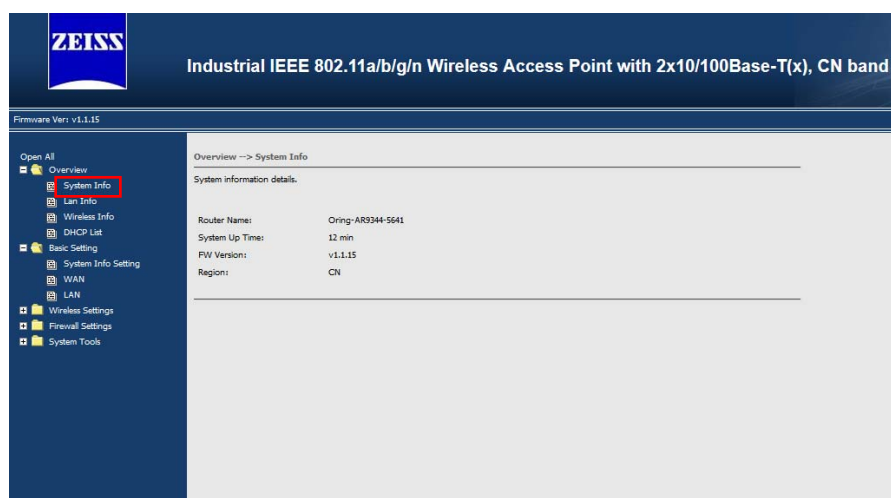 ZEISS
Industrial IEEE 802.11a/b/g/n Wireless Access Point with 2x10/100Base-T(x), CN band
Firmware Ver: v1.1.15
Open All
Overview
System Info
Lan Info
Wireless Info
DHCP List
Basic Setting
System Info Setting
WAN
LAN
Wireless Settings
Firewall Settings
System Tools
Overview --> System Info
System information details.
Router Name: Oring-AR9344-5641
System Up Time: 12 min
FW Version: v1.1.15
Region: CN